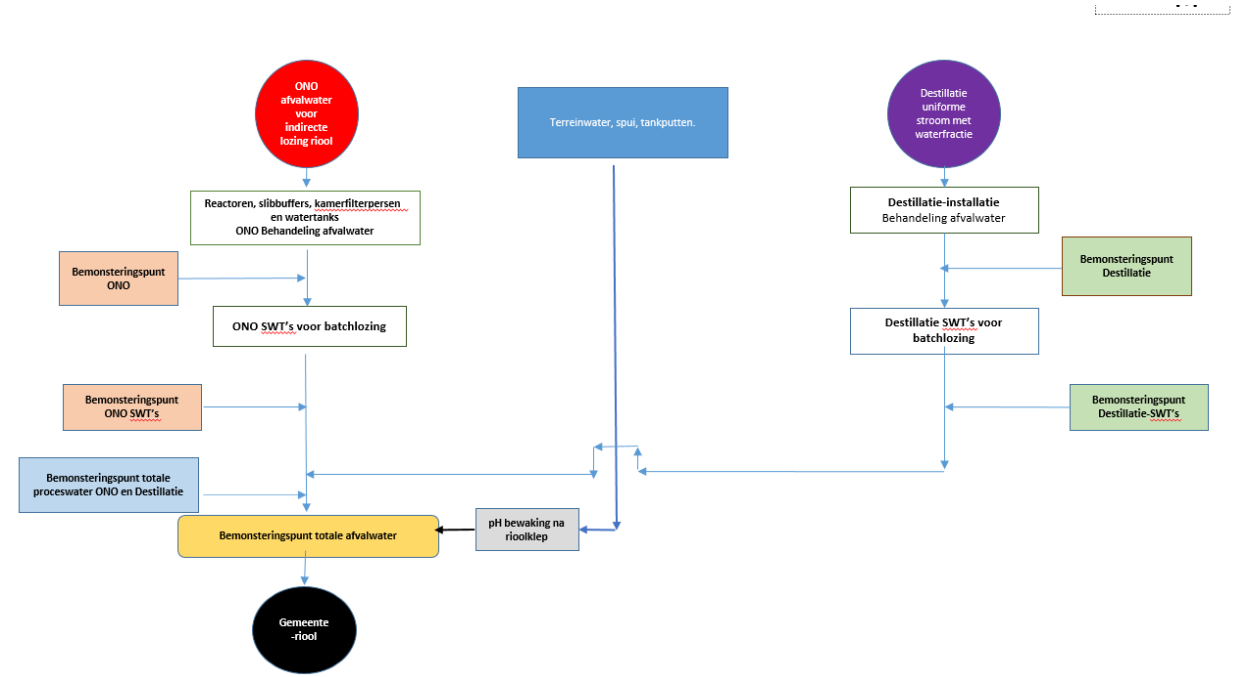 ONO
afvalwater
voor
indirecte
lozing riool
Terreinwater, spui, tankputten.
Destillatie
uniforme
stroom met
waterfractie
Reactoren, slibbuffers, kamerfilterpersen
en watertanks
ONO Behandeling afvalwater
Destillatie-installatie
Behandeling afvalwater
Bemonsteringspunt
ONO
Bemonsteringspunt
Destillatie
ONO SWT's voor batchlozing
Destillatie SWT's voor
batchlozing
Bemonsteringspunt
ONO SWT's
Bemonsteringspunt
Destillatie-SWT's
Bemonsteringspunt totale
proceswater ONO en Destillatie
pH bewaking na
rioolklep
Bemonsteringspunt totale afvalwater
Gemeente
-riool